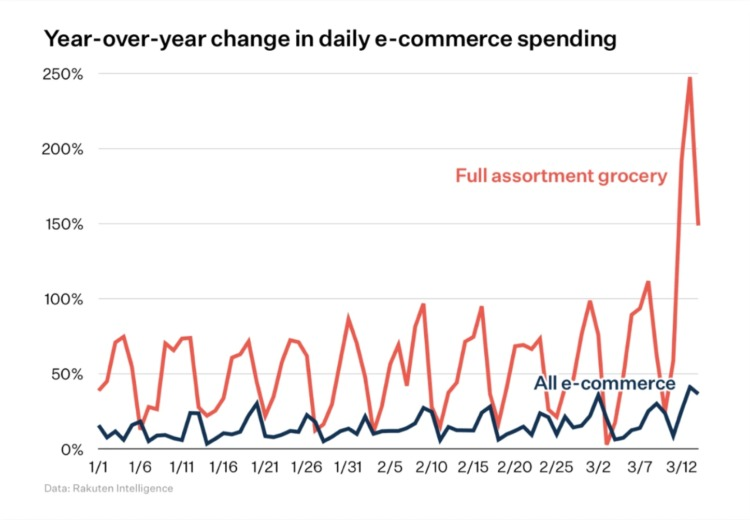 Year-over-year change in daily e-commerce spending
250%
200%
Full assortment grocery
150%
100%
50%
All e-commerce
0%
1/1 1/6 1/11 1/16 1/21 1/26 1/31 2/5 2/10 2/15 2/20 2/25 3/2 3/7 3/12
Data: Rakuten Intelligence